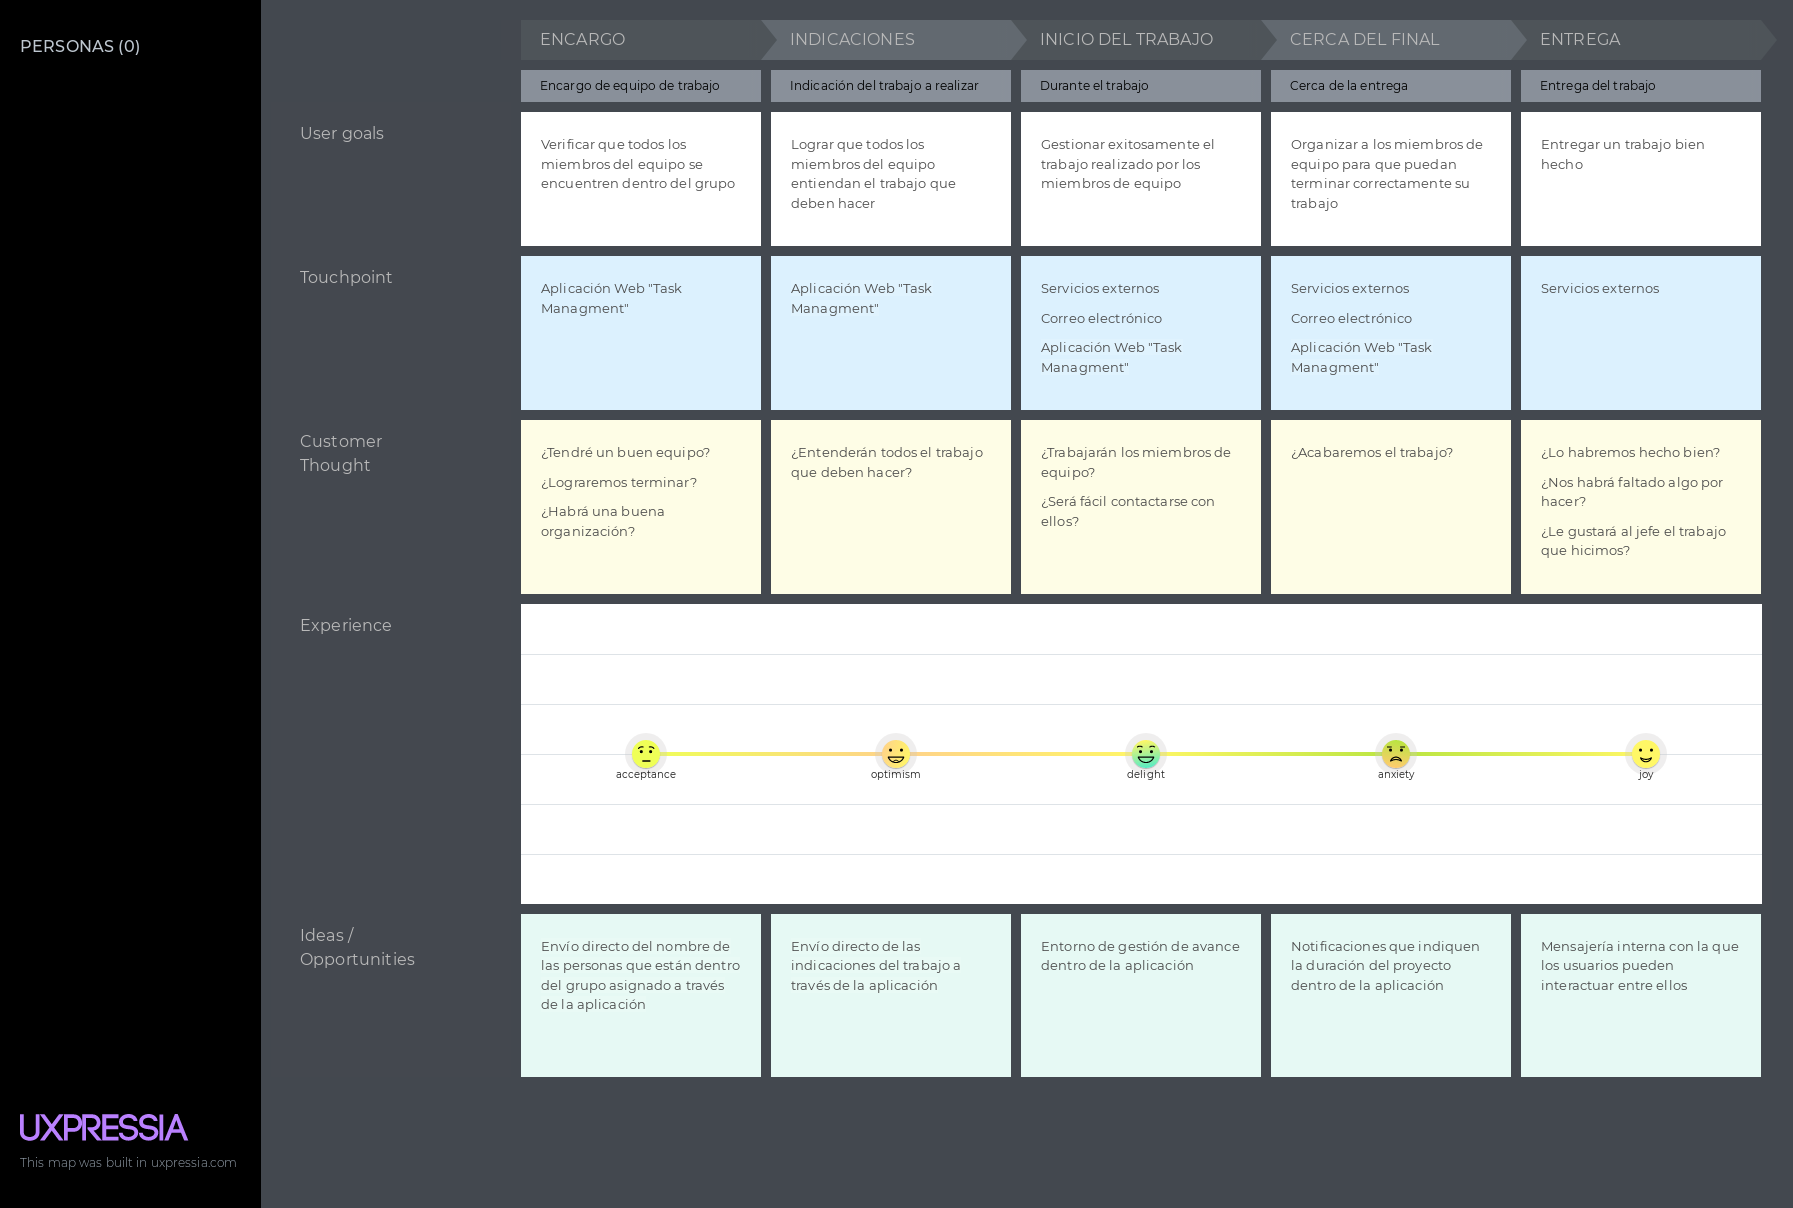 PERSONAS (0)
ENCARGO
INDICACIONES
INICIO DEL TRABAJO
CERCA DEL FINAL
ENTREGA
Encargo de equipo de trabajo
Indicación del trabajo a realizar
Durante el trabajo
Cerca de la entrega
Entrega del trabajo
User goals
Verificar que todos los
miembros del equipo se
encuentren dentro del grupo
Lograr que todos los
miembros del equipo
entiendan el trabajo que
deben hacer
Gestionar exitosamente el
trabajo realizado por los
miembros de equipo
Organizar a los miembros de
equipo para que puedan
terminar correctamente su
trabajo
Entregar un trabajo bien
hecho
Touchpoint
Aplicación Web "Task
Managment"
Aplicación Web "Task
Managment"
Servicios externos
Correo electrónico
Aplicación Web "Task
Managment"
Servicios externos
Correo electrónico
Aplicación Web "Task
Managment"
Servicios externos
Customer
Thought
¿Tendré un buen equipo?
¿Lograremos terminar?
¿Habrá una buena
organización?
¿Entenderán todos el trabajo
que deben hacer?
¿Trabajarán los miembros de
equipo?
¿Será fácil contactarse con
ellos?
¿Acabaremos el trabajo?
¿Lo habremos hecho bien?
¿Nos habrá faltado algo por
hacer?
¿Le gustará al jefe el trabajo
que hicimos?
Experience
acceptance
optimism
delight
anxiety
joy
Ideas /
Opportunities
Envío directo del nombre de
las personas que están dentro
del grupo asignado a través
de la aplicación
Envío directo de las
indicaciones del trabajo a
través de la aplicación
Entorno de gestión de avance
dentro de la aplicación
Notificaciones que indiquen
la duración del proyecto
dentro de la aplicación
Mensajería interna con la que
los usuarios pueden
interactuar entre ellos
UXPRESSIA
This map was built in uxpressia.com